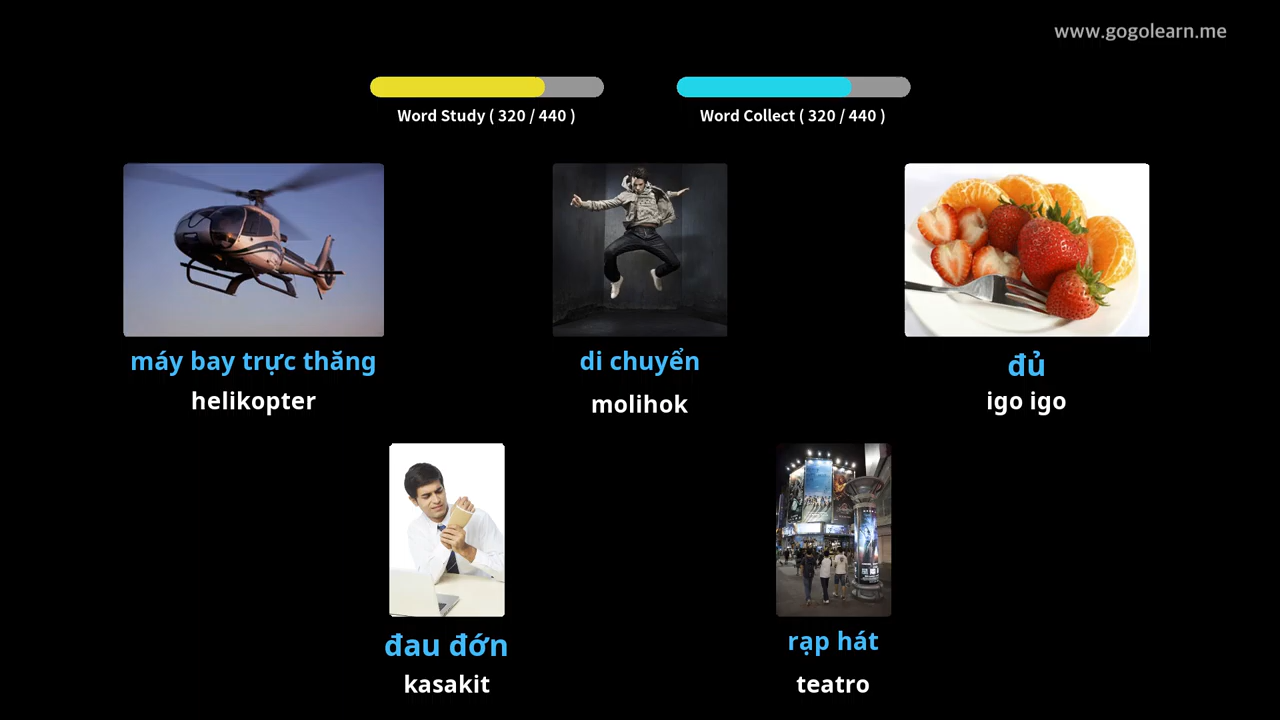 www.gogolearn.me
Word Study ( 320 / 440 )
Word Collect ( 320 / 440 )
máy bay trực thăng
helikopter
di chuyển
molihok
đủ
igo igo
đau đớn
kasakit
rạp hát
teatro